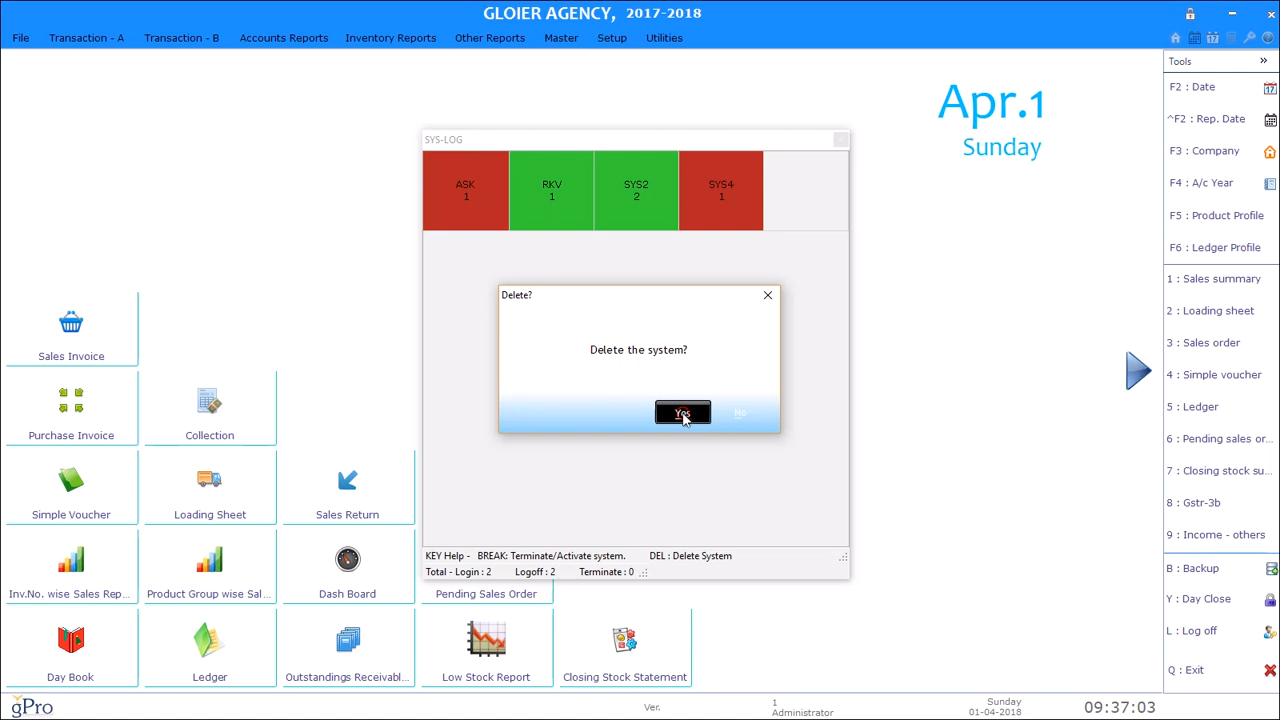 GLOIER AGENCY, 2017-2018
File Transaction - A Transaction - B Accounts Reports Inventory Reports Other Reports Master Setup Utilities
Tools »
F2 : Date
^F2 : Rep. Date
F3 : Company
F4 : A/c Year
F5 : Product Profile
F6 : Ledger Profile
1 : Sales summary
2 : Loading sheet
3 : Sales order
4 : Simple voucher
5 : Ledger
6 : Pending sales or...
7 : Closing stock su...
8 : Gstr-3b
9 : Income - others
B : Backup
Y : Day Close
L : Log off
Q : Exit
Apr.1
Sunday
SYS-LOG
ASK RKV SYS2 SYS4
1 1 2 1
Delete?
Delete the system?
Yes No
KEY Help - BREAK: Terminate/Activate system. DEL : Delete System
Total - Login : 2 Logoff : 2 Terminate : 0
Sales Invoice
Purchase Invoice Collection
Simple Voucher Loading Sheet Sales Return
Inv.No. wise Sales Rep... Product Group wise Sal... Dash Board Pending Sales Order
Day Book Ledger Outstandings Receivabl... Low Stock Report Closing Stock Statement
gPro Ver. 1 Administrator Sunday 01-04-2018 09:37:03